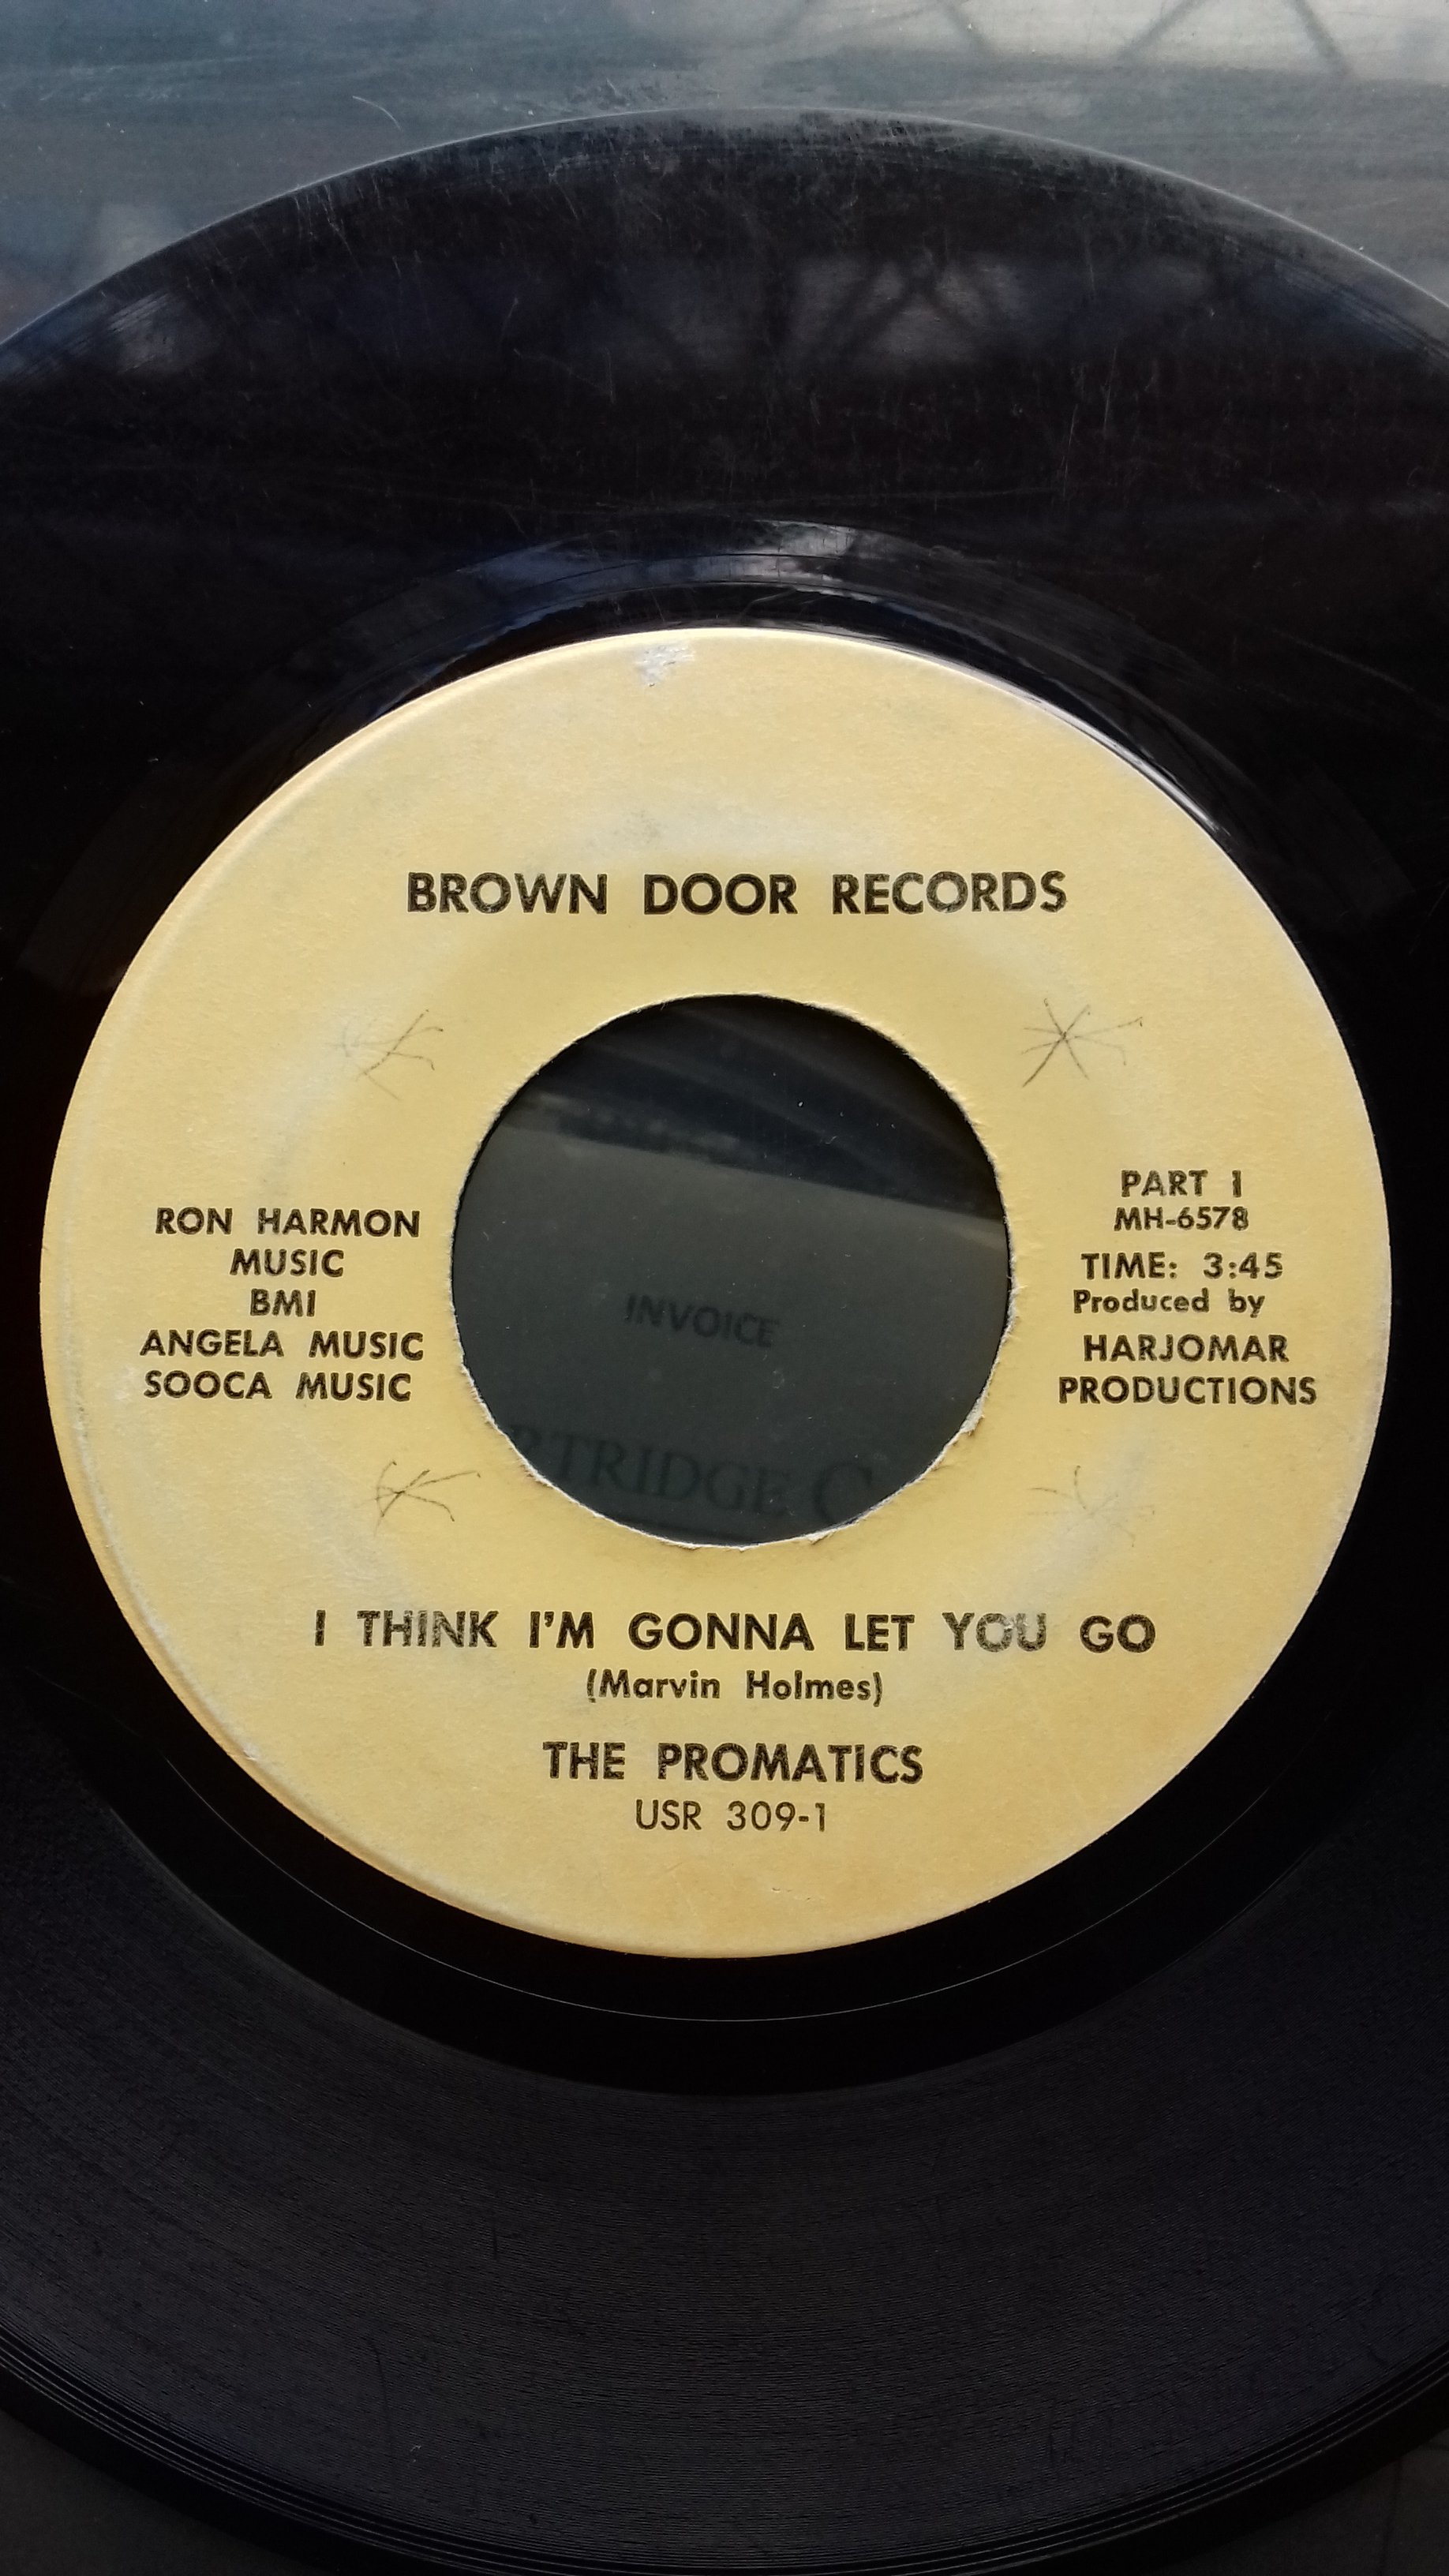 BROWN DOOR RECORDS
RON HARMON
MUSIC
BMI
ANGELA MUSIC
SOOCA MUSIC
PART 1
MH-6578
TIME: 3:45
Produced by
HARJOMAR
PRODUCTIONS
INVOICE
RTRIDGE C
I THINK I'M GONNA LET YOU GO
(Marvin Holmes)
THE PROMATICS
USR 309-1